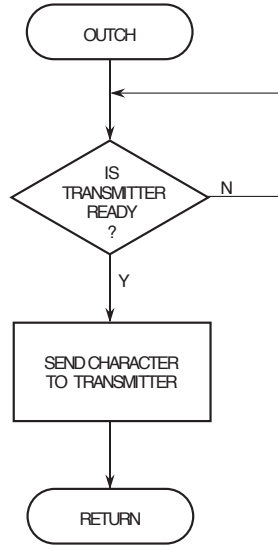 OUTCH
IS
TRANSMITTER
READY
?
N
Y
SEND CHARACTER
TO TRANSMITTER
RETURN